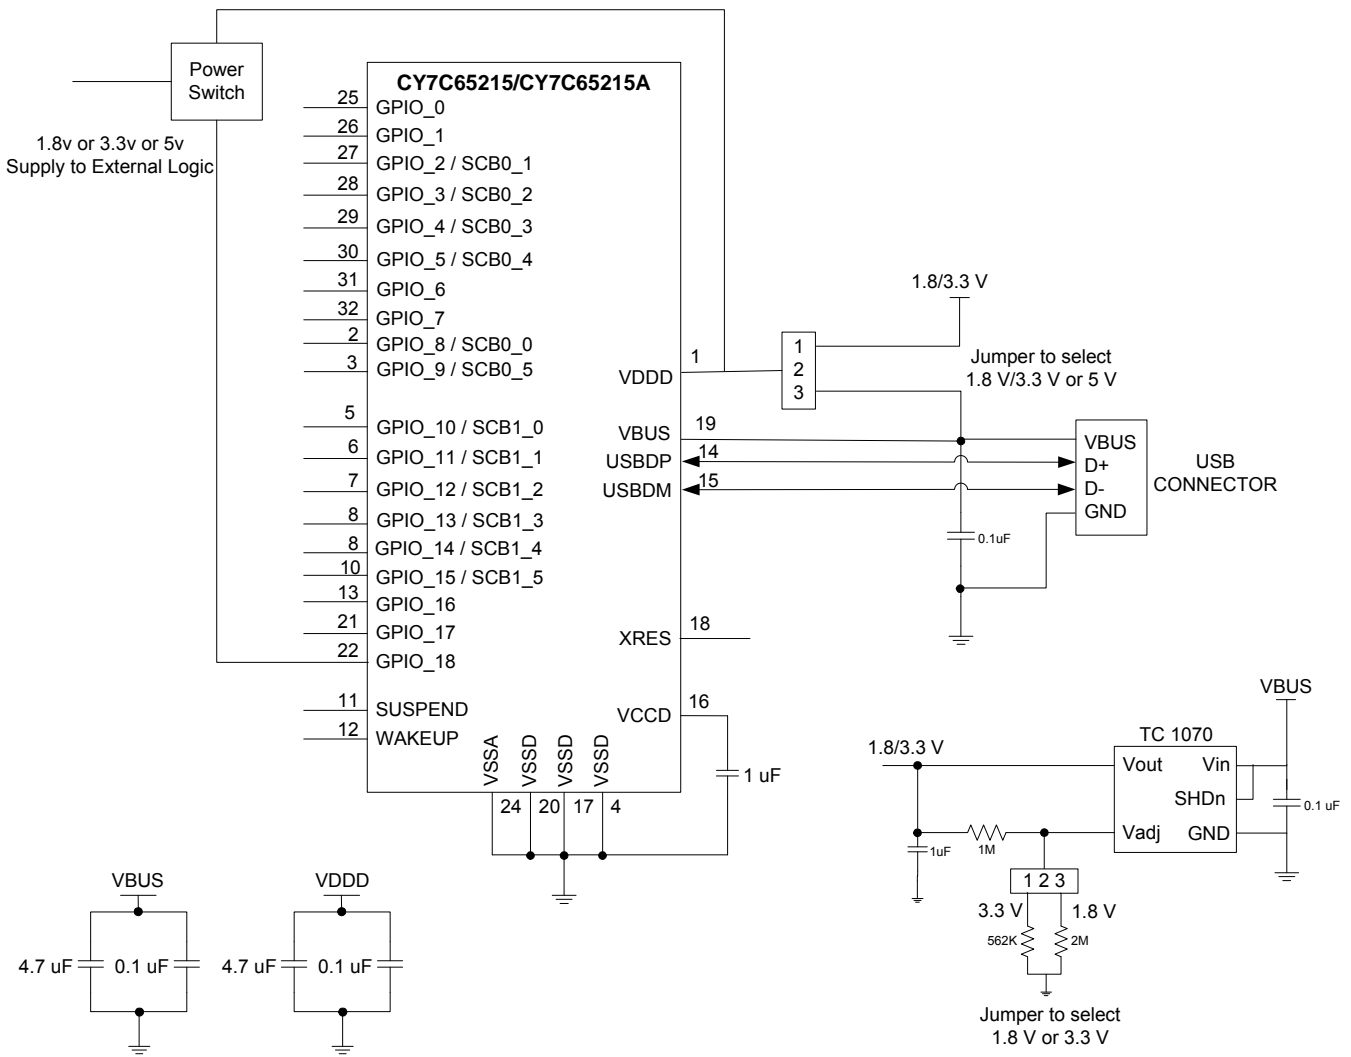 Power
Switch
1.8v or 3.3v or 5v
Supply to External Logic
CY7C65215/CY7C65215A
25 GPIO_0
26 GPIO_1
27 GPIO_2 / SCB0_1
28 GPIO_3 / SCB0_2
29 GPIO_4 / SCB0_3
30 GPIO_5 / SCB0_4
31 GPIO_6
32 GPIO_7
2 GPIO_8 / SCB0_0
3 GPIO_9 / SCB0_5
5 GPIO_10 / SCB1_0
6 GPIO_11 / SCB1_1
7 GPIO_12 / SCB1_2
8 GPIO_13 / SCB1_3
8 GPIO_14 / SCB1_4
10 GPIO_15 / SCB1_5
13 GPIO_16
21 GPIO_17
22 GPIO_18
11 SUSPEND
12 WAKEUP
VDDD 1
VBUS 19
USBDP 14
USBDM 15
XRES 18
VCCD 16
VSSA
VSSD
VSSD
VSSD
24 20 17 4
1 uF
1.8/3.3 V
1
2
3
Jumper to select
1.8 V/3.3 V or 5 V
VBUS
D+
D-
GND
USB
CONNECTOR
0.1uF
VBUS
TC 1070
1.8/3.3 V
Vout Vin
SHDn
Vadj GND
0.1 uF
1uF
1M
1 2 3
3.3 V 1.8 V
562K 2M
Jumper to select
1.8 V or 3.3 V
VBUS
4.7 uF 0.1 uF
VDDD
4.7 uF 0.1 uF